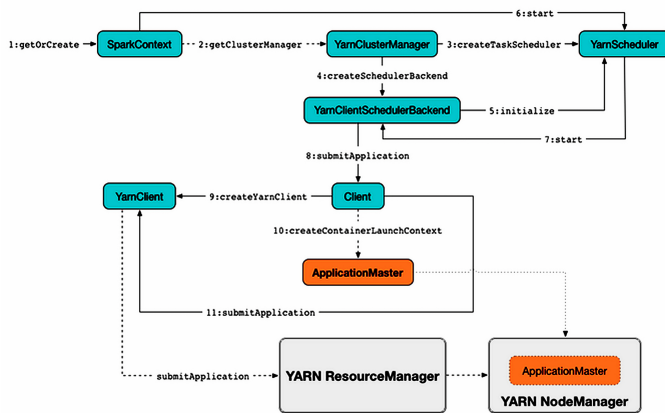 6:start
1:getOrCreate
SparkContext
2:getClusterManager
YarnClusterManager
3:createTaskScheduler
YarnScheduler
4:createSchedulerBackend
YarnClientSchedulerBackend
5:initialize
7:start
8:submitApplication
YarnClient
9:createYarnClient
Client
10:createContainerLaunchContext
ApplicationMaster
11:submitApplication
submitApplication
YARN ResourceManager
ApplicationMaster
YARN NodeManager